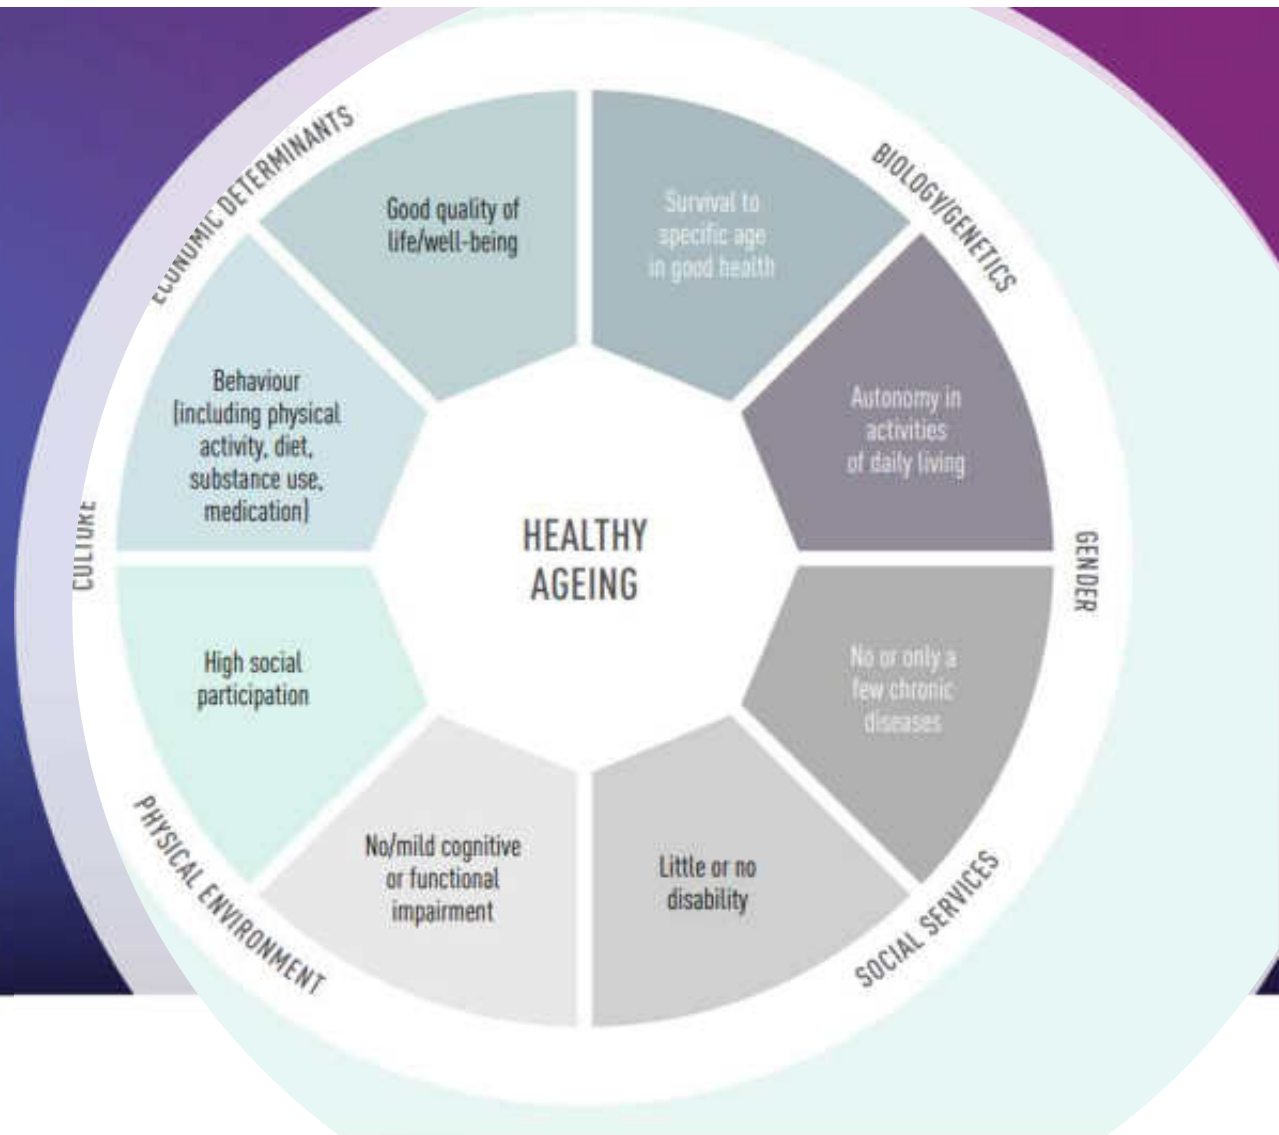 ECONOMIC DETERMINANTS
BIOLOGY/GENETICS
Good quality of
life/well-being
Survival to
specific age
in good health
Behaviour
(including physical
activity, diet,
substance use,
medication)
Autonomy in
activities
of daily living
CULTURE
HEALTHY
AGEING
GENDER
High social
participation
No or only a
few chronic
diseases
No/mild cognitive
or functional
impairment
Little or no
disability
PHYSICAL ENVIRONMENT
SOCIAL SERVICES